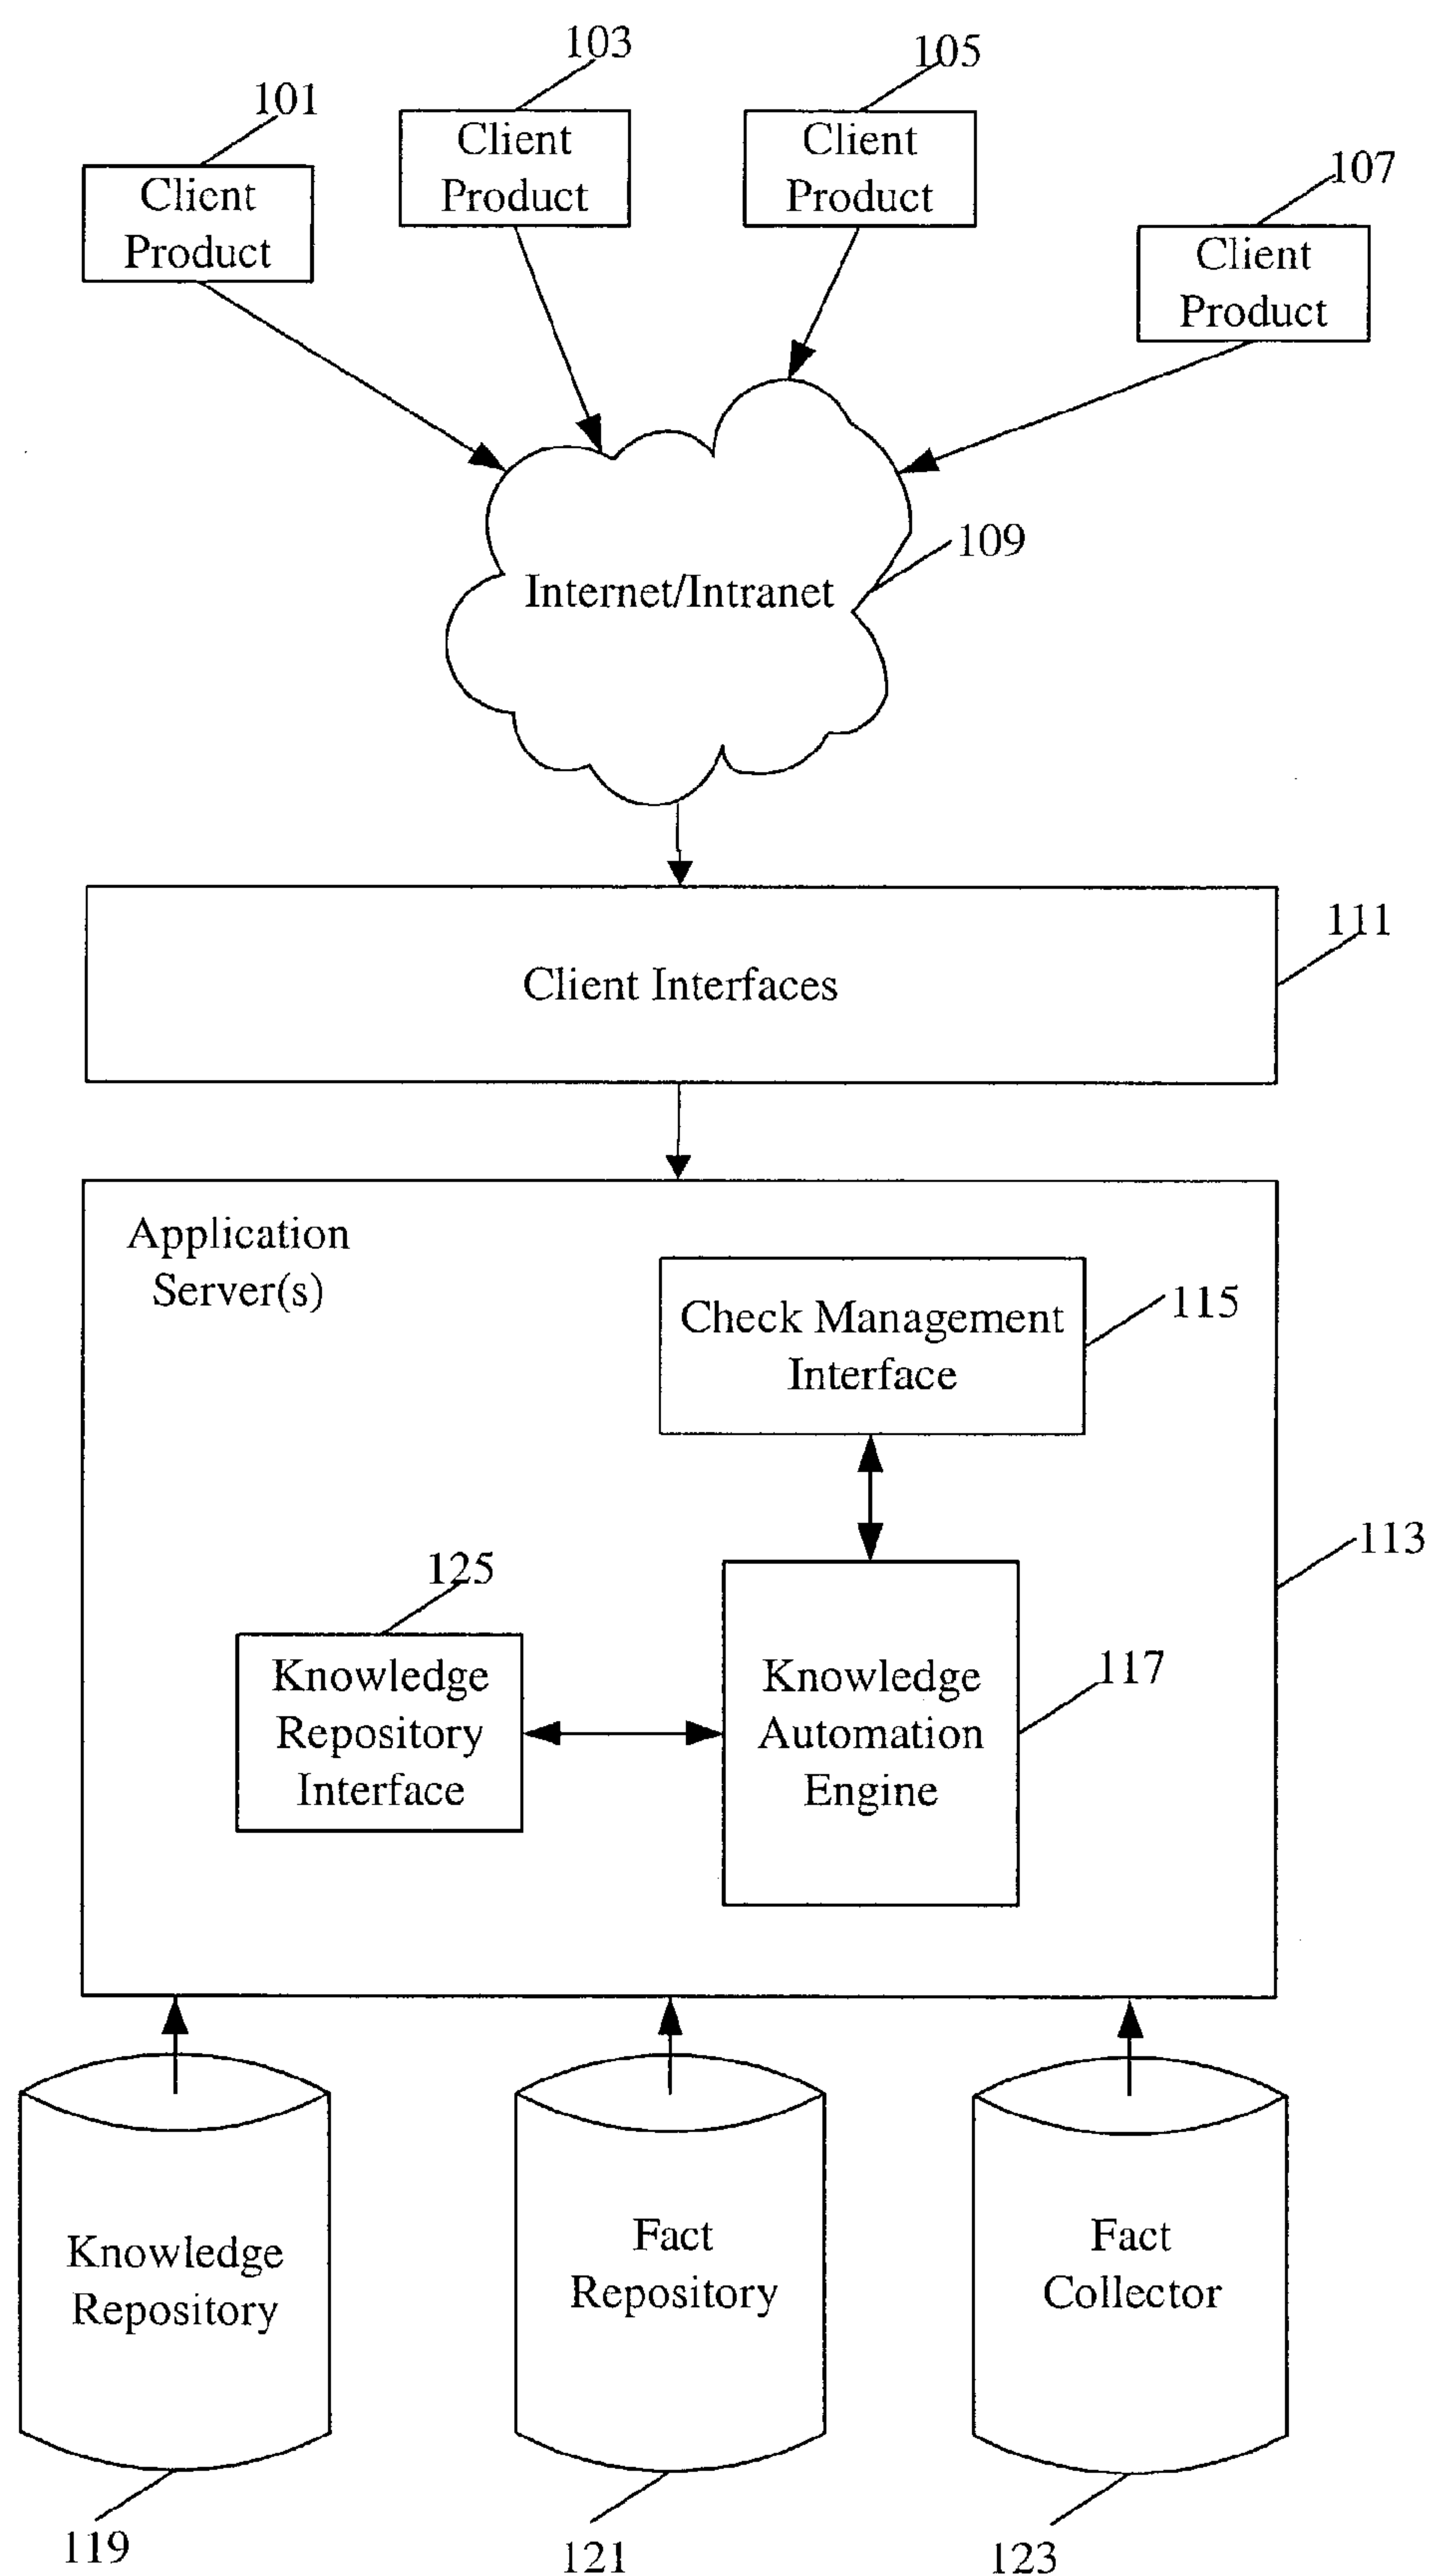 103
105
101
107
Client
Product
Client
Product
Client
Product
Client
Product
109
Internet/Intranet
111
Client Interfaces
Application
Server(s)
Check Management
Interface
115
113
125
Knowledge
Repository
Interface
Knowledge
Automation
Engine
117
Knowledge
Repository
Fact
Repository
Fact
Collector
119
121
123